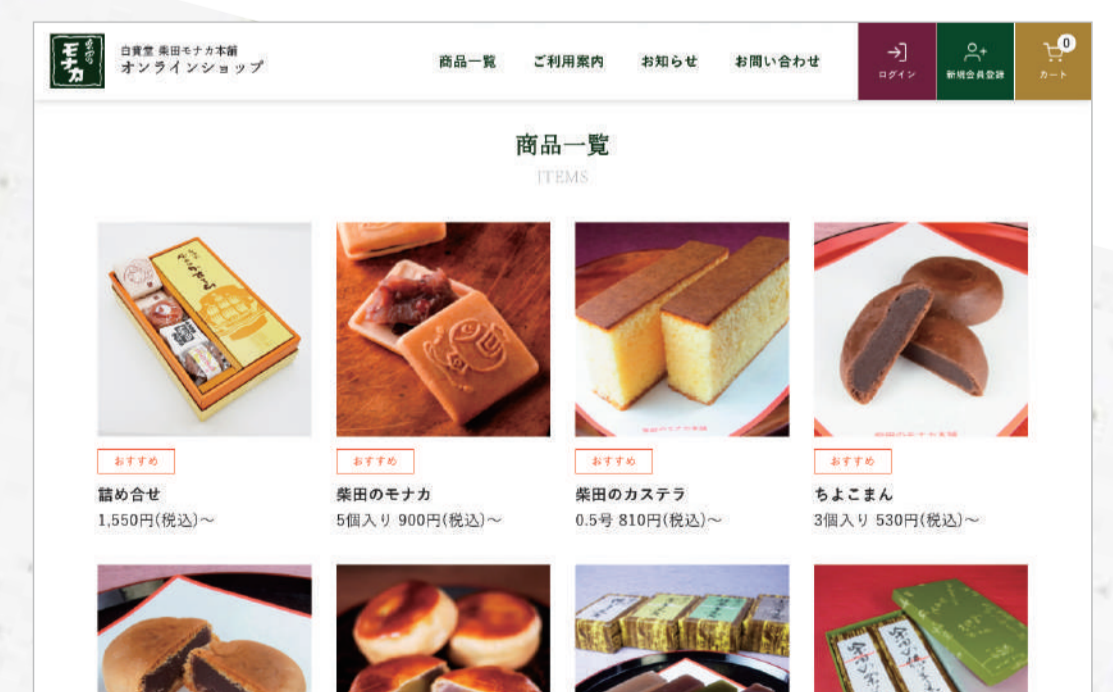 柴田の
モナカ
白貴堂 柴田モナカ本舗
オンラインショップ
商品一覧
ご利用案内
お知らせ
お問い合わせ
ログイン
新規会員登録
0
カート
商品一覧
ITEMS
おすすめ
詰め合せ
1,550円(税込)〜
おすすめ
柴田のモナカ
5個入り 900円(税込)〜
おすすめ
柴田のカステラ
0.5号 810円(税込)〜
おすすめ
ちよこまん
3個入り 530円(税込)〜